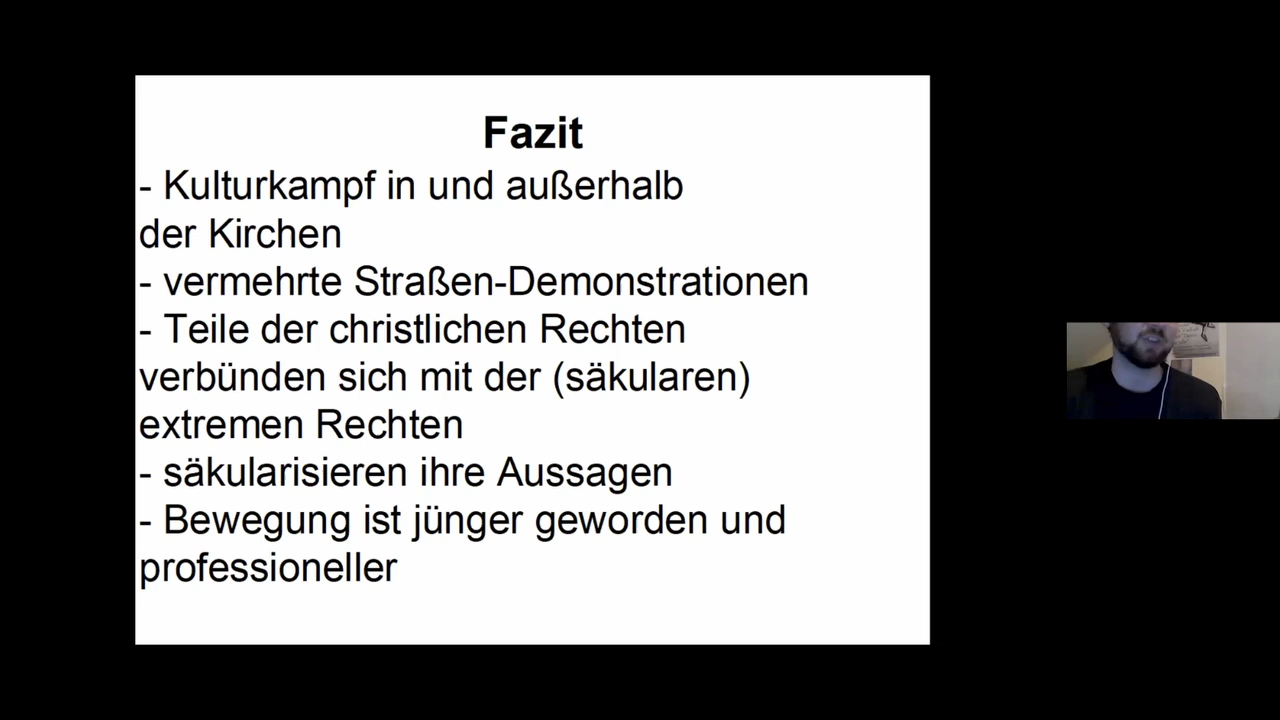 Fazit
- Kulturkampf in und außerhalb
der Kirchen
- vermehrte Straßen-Demonstrationen
- Teile der christlichen Rechten
verbünden sich mit der (säkularen)
extremen Rechten
- säkularisieren ihre Aussagen
- Bewegung ist jünger geworden und
professioneller